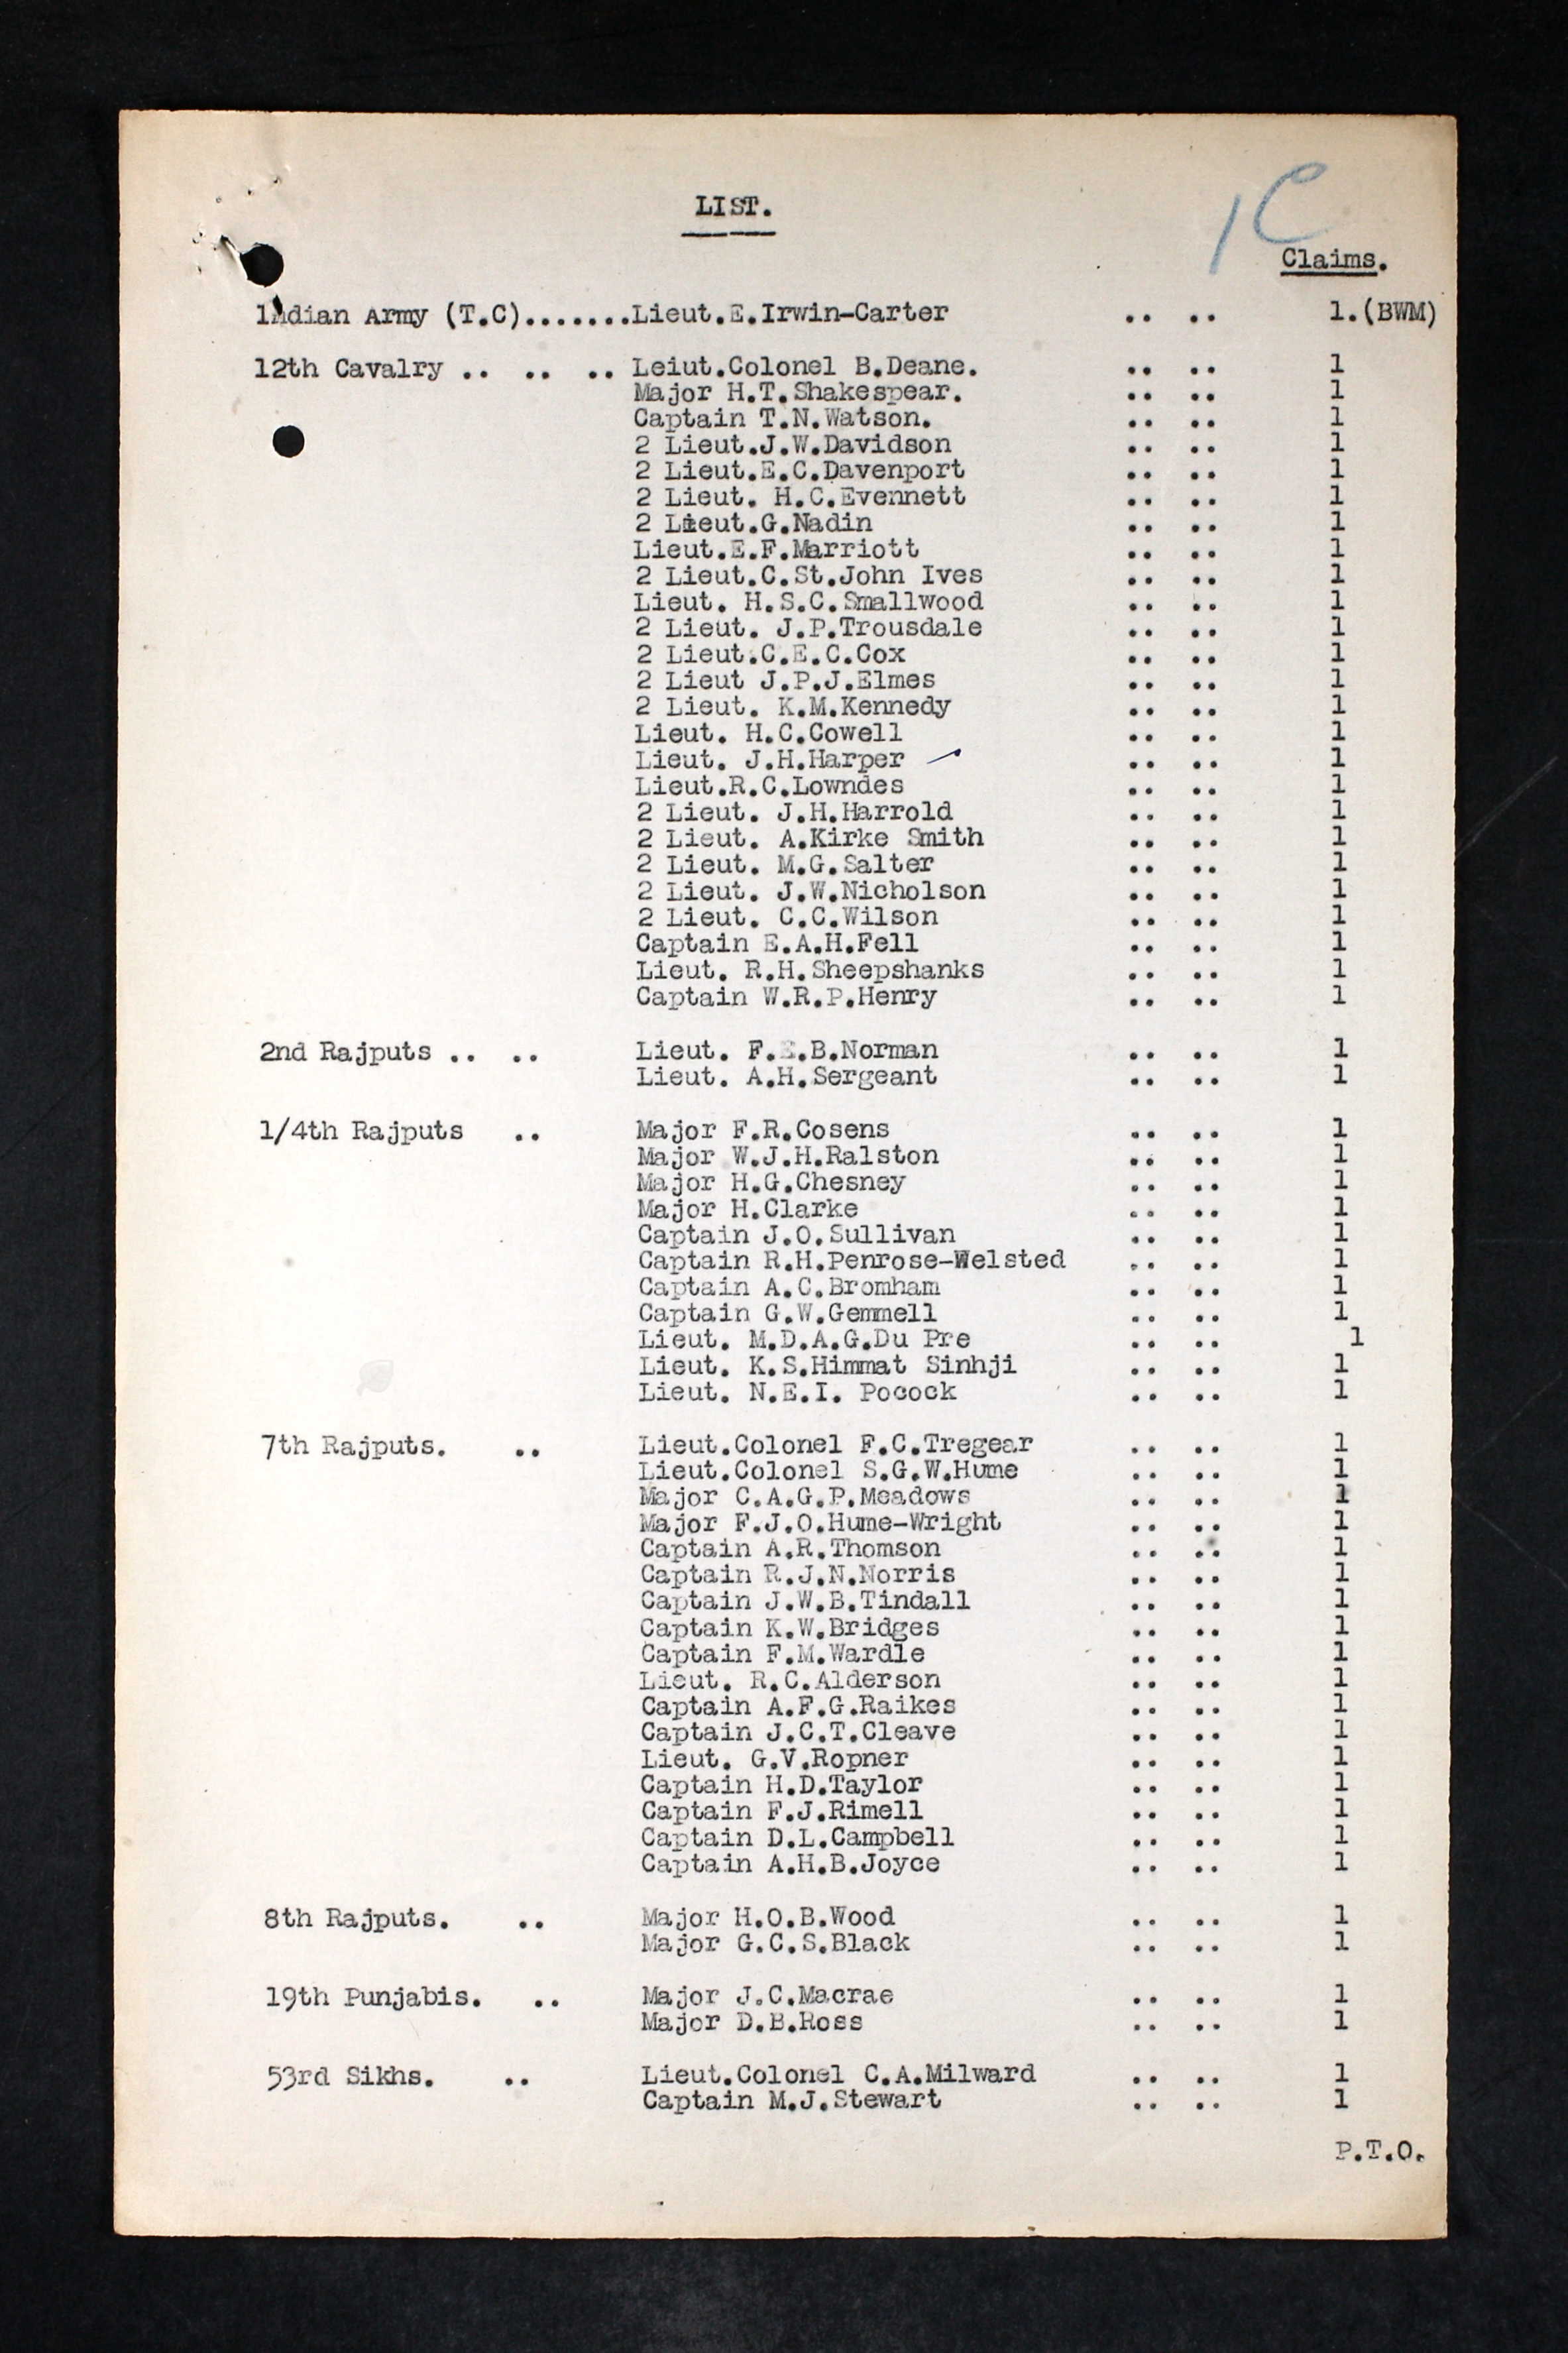 1C
LIST.
Claims.
Indian Army (T.C).......Lieut.E.Irwin-Carter .. .. 1.(BWM)
12th Cavalry .. .. .. Leiut.Colonel B.Deane. .. .. 1
Major H.T.Shakespear. .. .. 1
Captain T.N.Watson. .. .. 1
2 Lieut.J.W.Davidson .. .. 1
2 Lieut.E.C.Davenport .. .. 1
2 Lieut. H.C.Evennett .. .. 1
2 Lieut.G.Nadin .. .. 1
Lieut.E.F.Marriott .. .. 1
2 Lieut.C.St.John Ives .. .. 1
Lieut. H.S.C.Smallwood .. .. 1
2 Lieut. J.P.Trousdale .. .. 1
2 Lieut.C.E.C.Cox .. .. 1
2 Lieut J.P.J.Elmes .. .. 1
2 Lieut. K.M.Kennedy .. .. 1
Lieut. H.C.Cowell .. .. 1
Lieut. J.H.Harper .. .. 1
Lieut.R.C.Lowndes .. .. 1
2 Lieut. J.H.Harrold .. .. 1
2 Lieut. A.Kirke Smith .. .. 1
2 Lieut. M.G.Salter .. .. 1
2 Lieut. J.W.Nicholson .. .. 1
2 Lieut. C.C.Wilson .. .. 1
Captain E.A.H.Fell .. .. 1
Lieut. R.H.Sheepshanks .. .. 1
Captain W.R.P.Henry .. .. 1
2nd Rajputs .. .. Lieut. F.E.B.Norman .. .. 1
Lieut. A.H.Sergeant .. .. 1
1/4th Rajputs .. Major F.R.Cosens .. .. 1
Major W.J.H.Ralston .. .. 1
Major H.G.Chesney .. .. 1
Major H.Clarke .. .. 1
Captain J.O.Sullivan .. .. 1
Captain R.H.Penrose-Welsted .. .. 1
Captain A.C.Bromham .. .. 1
Captain G.W.Gemmell .. .. 1
Lieut. M.D.A.G.Du Pre .. .. 1
Lieut. K.S.Himmat Sinhji .. .. 1
Lieut. N.E.I. Pocock .. .. 1
7th Rajputs. .. Lieut.Colonel F.C.Tregear .. .. 1
Lieut.Colonel S.G.W.Hume .. .. 1
Major C.A.G.P.Meadows .. .. 1
Major F.J.O.Hume-Wright .. .. 1
Captain A.R.Thomson .. .. 1
Captain R.J.N.Norris .. .. 1
Captain J.W.B.Tindall .. .. 1
Captain K.W.Bridges .. .. 1
Captain F.M.Wardle .. .. 1
Lieut. R.C.Alderson .. .. 1
Captain A.F.G.Raikes .. .. 1
Captain J.C.T.Cleave .. .. 1
Lieut. G.V.Ropner .. .. 1
Captain H.D.Taylor .. .. 1
Captain F.J.Rimell .. .. 1
Captain D.L.Campbell .. .. 1
Captain A.H.B.Joyce .. .. 1
8th Rajputs. .. Major H.O.B.Wood .. .. 1
Major G.C.S.Black .. .. 1
19th Punjabis. .. Major J.C.Macrae .. .. 1
Major D.B.Ross .. .. 1
53rd Sikhs. .. Lieut.Colonel C.A.Milward .. .. 1
Captain M.J.Stewart .. .. 1
P.T.O.